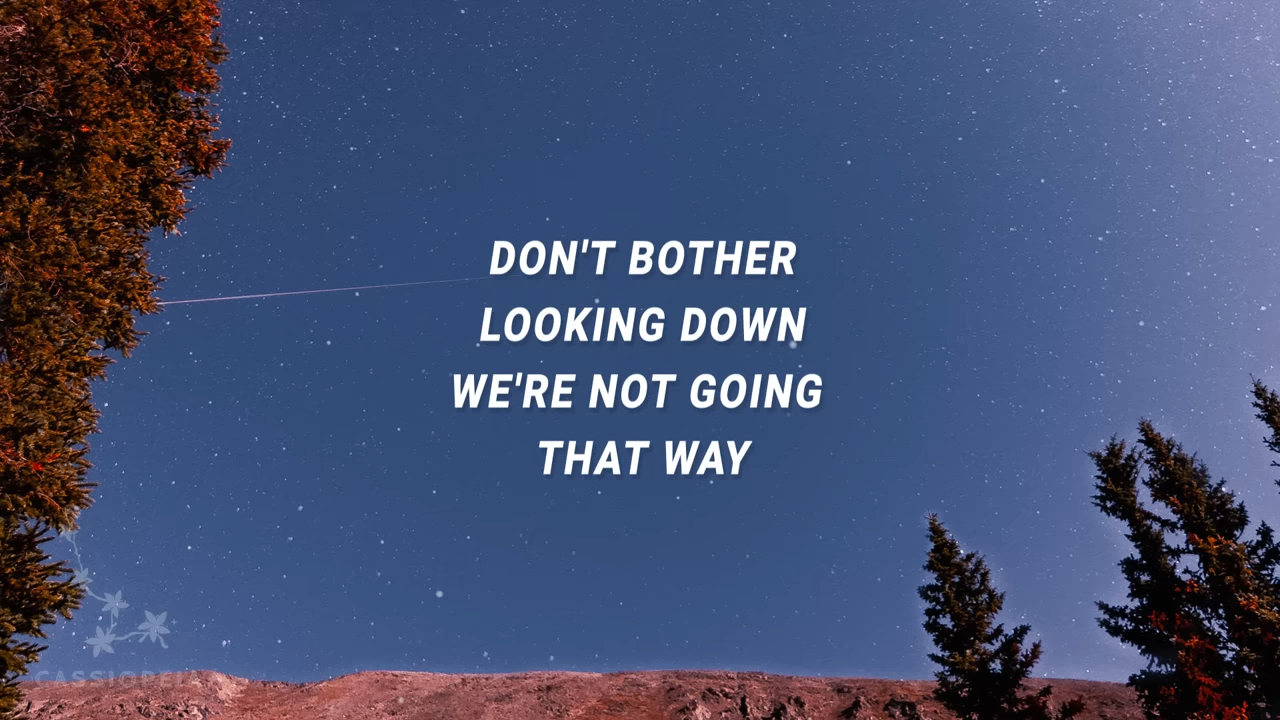 DON'T BOTHER
LOOKING DOWN
WE'RE NOT GOING
THAT WAY
CASSIOPEIA